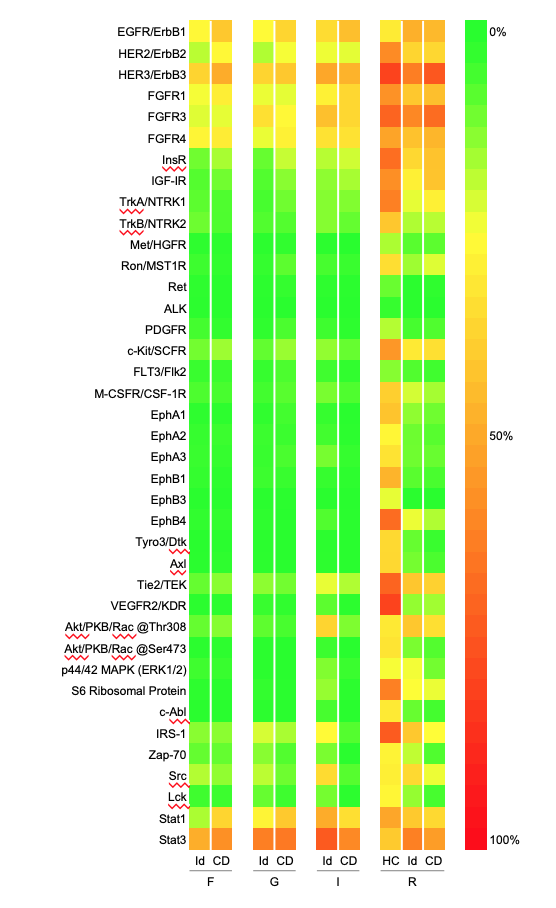 EGFR/ErbB1
0%
HER2/ErbB2
HER3/ErbB3
FGFR1
FGFR3
FGFR4
InsR
IGF-IR
TrkA/NTRK1
TrkB/NTRK2
Met/HGFR
Ron/MST1R
Ret
ALK
PDGFR
c-Kit/SCFR
FLT3/Flk2
M-CSFR/CSF-1R
EphA1
EphA2
50%
EphA3
EphB1
EphB3
EphB4
Tyro3/Dtk
Axl
Tie2/TEK
VEGFR2/KDR
Akt/PKB/Rac @Thr308
Akt/PKB/Rac @Ser473
p44/42 MAPK (ERK1/2)
S6 Ribosomal Protein
c-Abl
IRS-1
Zap-70
Src
Lck
Stat1
Stat3
100%
Id CD Id CD Id CD HC Id CD
F G I R